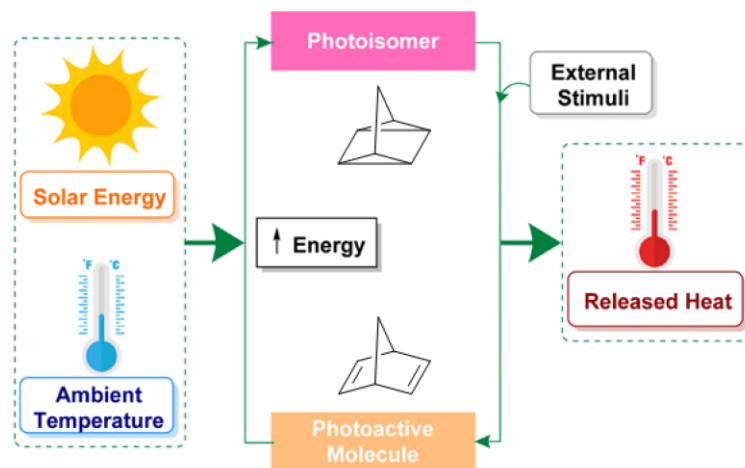 Photoisomer
External
Stimuli
Solar Energy
°F °C
Released Heat
↑ Energy
°F °C
Ambient
Temperature
Photoactive
Molecule